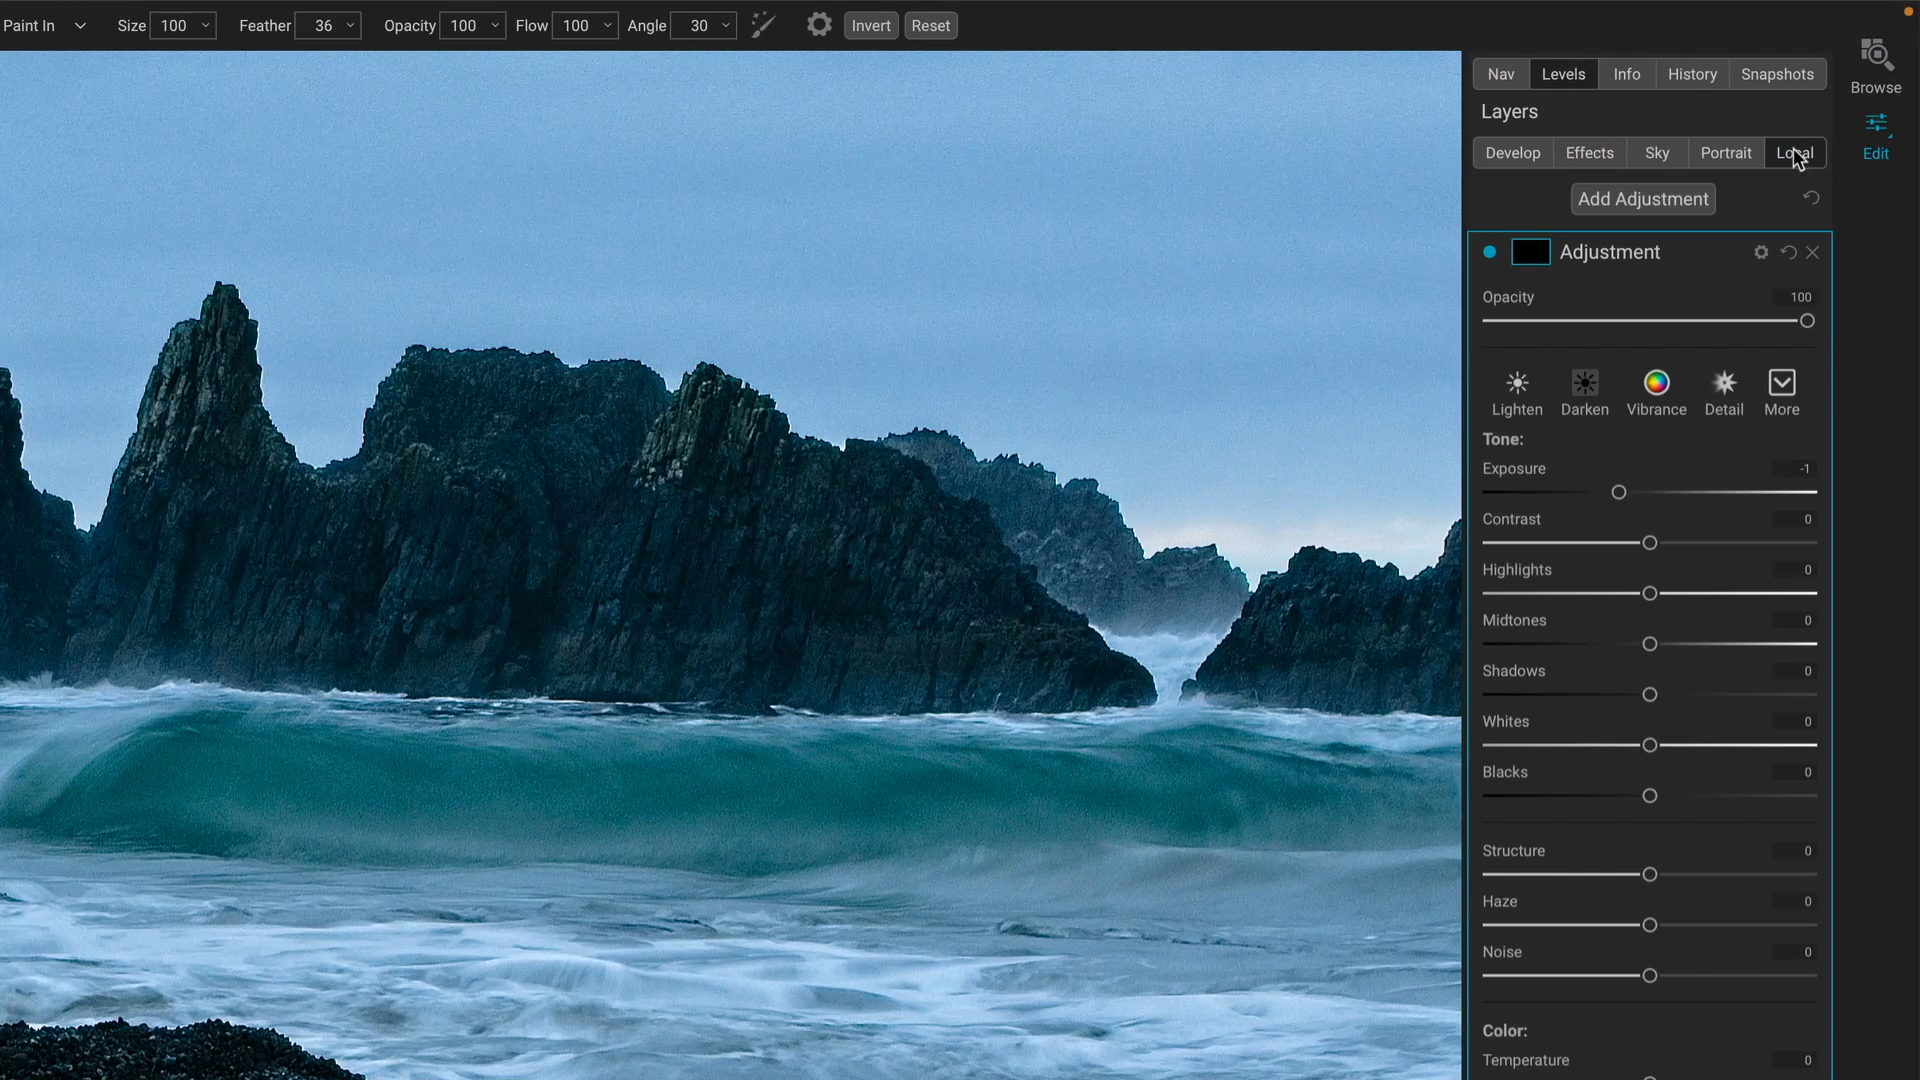 Paint In Size 100 Feather 36 Opacity 100 Flow 100 Angle 30 Invert Reset
Nav Levels Info History Snapshots
Browse
Layers
Develop Effects Sky Portrait Local
Edit
Add Adjustment
Adjustment
Opacity 100
Lighten Darken Vibrance Detail More
Tone:
Exposure -1
Contrast 0
Highlights 0
Midtones 0
Shadows 0
Whites 0
Blacks 0
Structure 0
Haze 0
Noise 0
Color:
Temperature 0